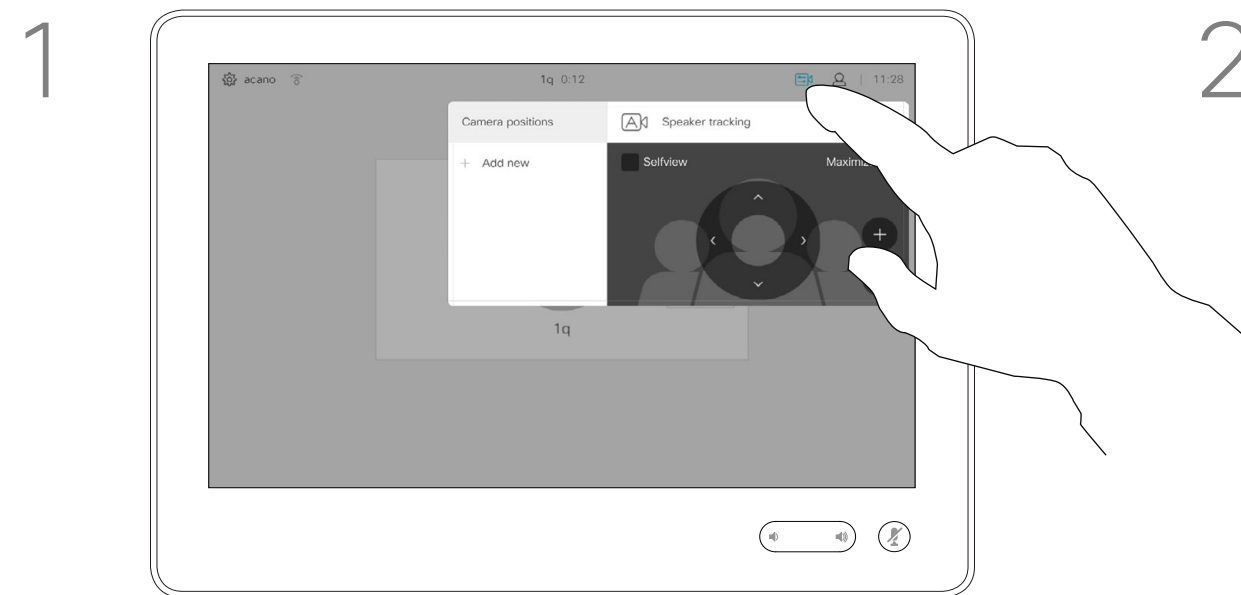 1
2
acano 1q 0:12 11:28
Camera positions Speaker tracking
+ Add new Selfview
+
1q